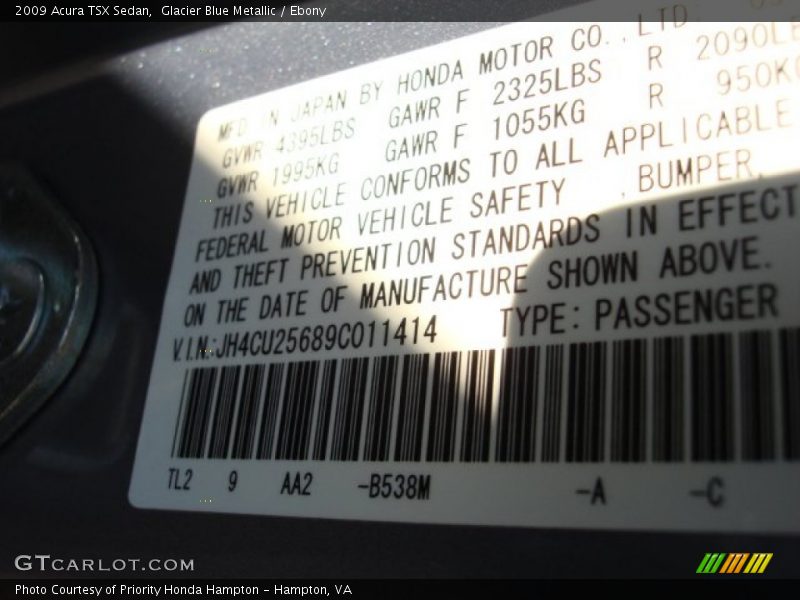 2009 Acura TSX Sedan, Glacier Blue Metallic / Ebony
MFD IN JAPAN BY HONDA MOTOR CO., LTD
GVWR 4395LBS GAWR F 2325LBS R 2090LB
GVWR 1995KG GAWR F 1055KG R 950KG
THIS VEHICLE CONFORMS TO ALL APPLICABLE
FEDERAL MOTOR VEHICLE SAFETY , BUMPER,
AND THEFT PREVENTION STANDARDS IN EFFECT
ON THE DATE OF MANUFACTURE SHOWN ABOVE.
V.I.N:JH4CU25689C011414 TYPE: PASSENGER
TL2 9 AA2 -B538M -A -C
GTCARLOT.COM
Photo Courtesy of Priority Honda Hampton - Hampton, VA